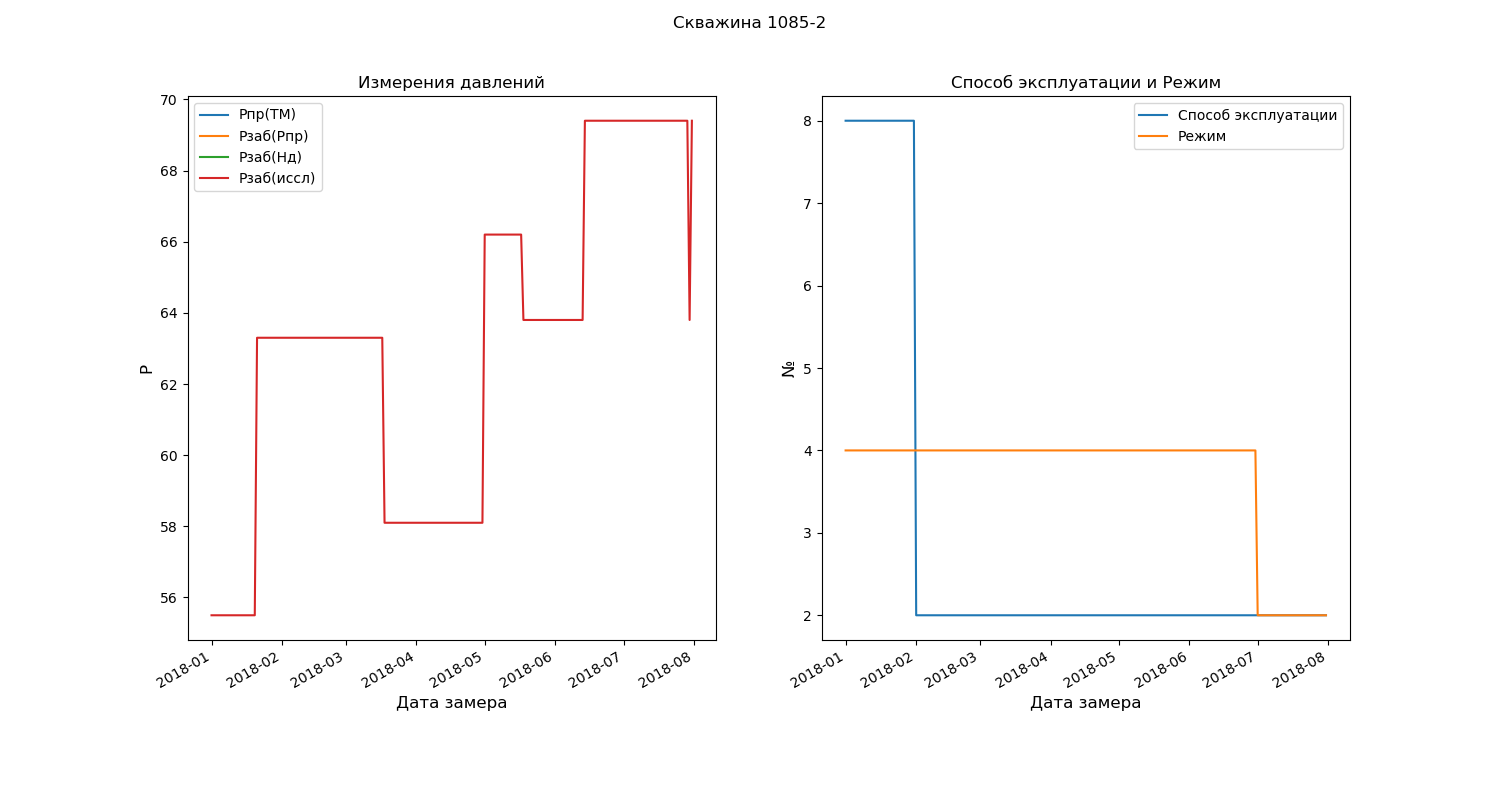 Скважина 1085-2
Измерения давлений
Рпр(ТМ)
Рзаб(Рпр)
Рзаб(Нд)
Рзаб(иссл)
70
68
66
64
62
60
58
56
Р
2018-01
2018-02
2018-03
2018-04
2018-05
2018-06
2018-07
2018-08
Дата замера
Способ эксплуатации и Режим
Способ эксплуатации
Режим
8
7
6
5
4
3
2
№
2018-01
2018-02
2018-03
2018-04
2018-05
2018-06
2018-07
2018-08
Дата замера